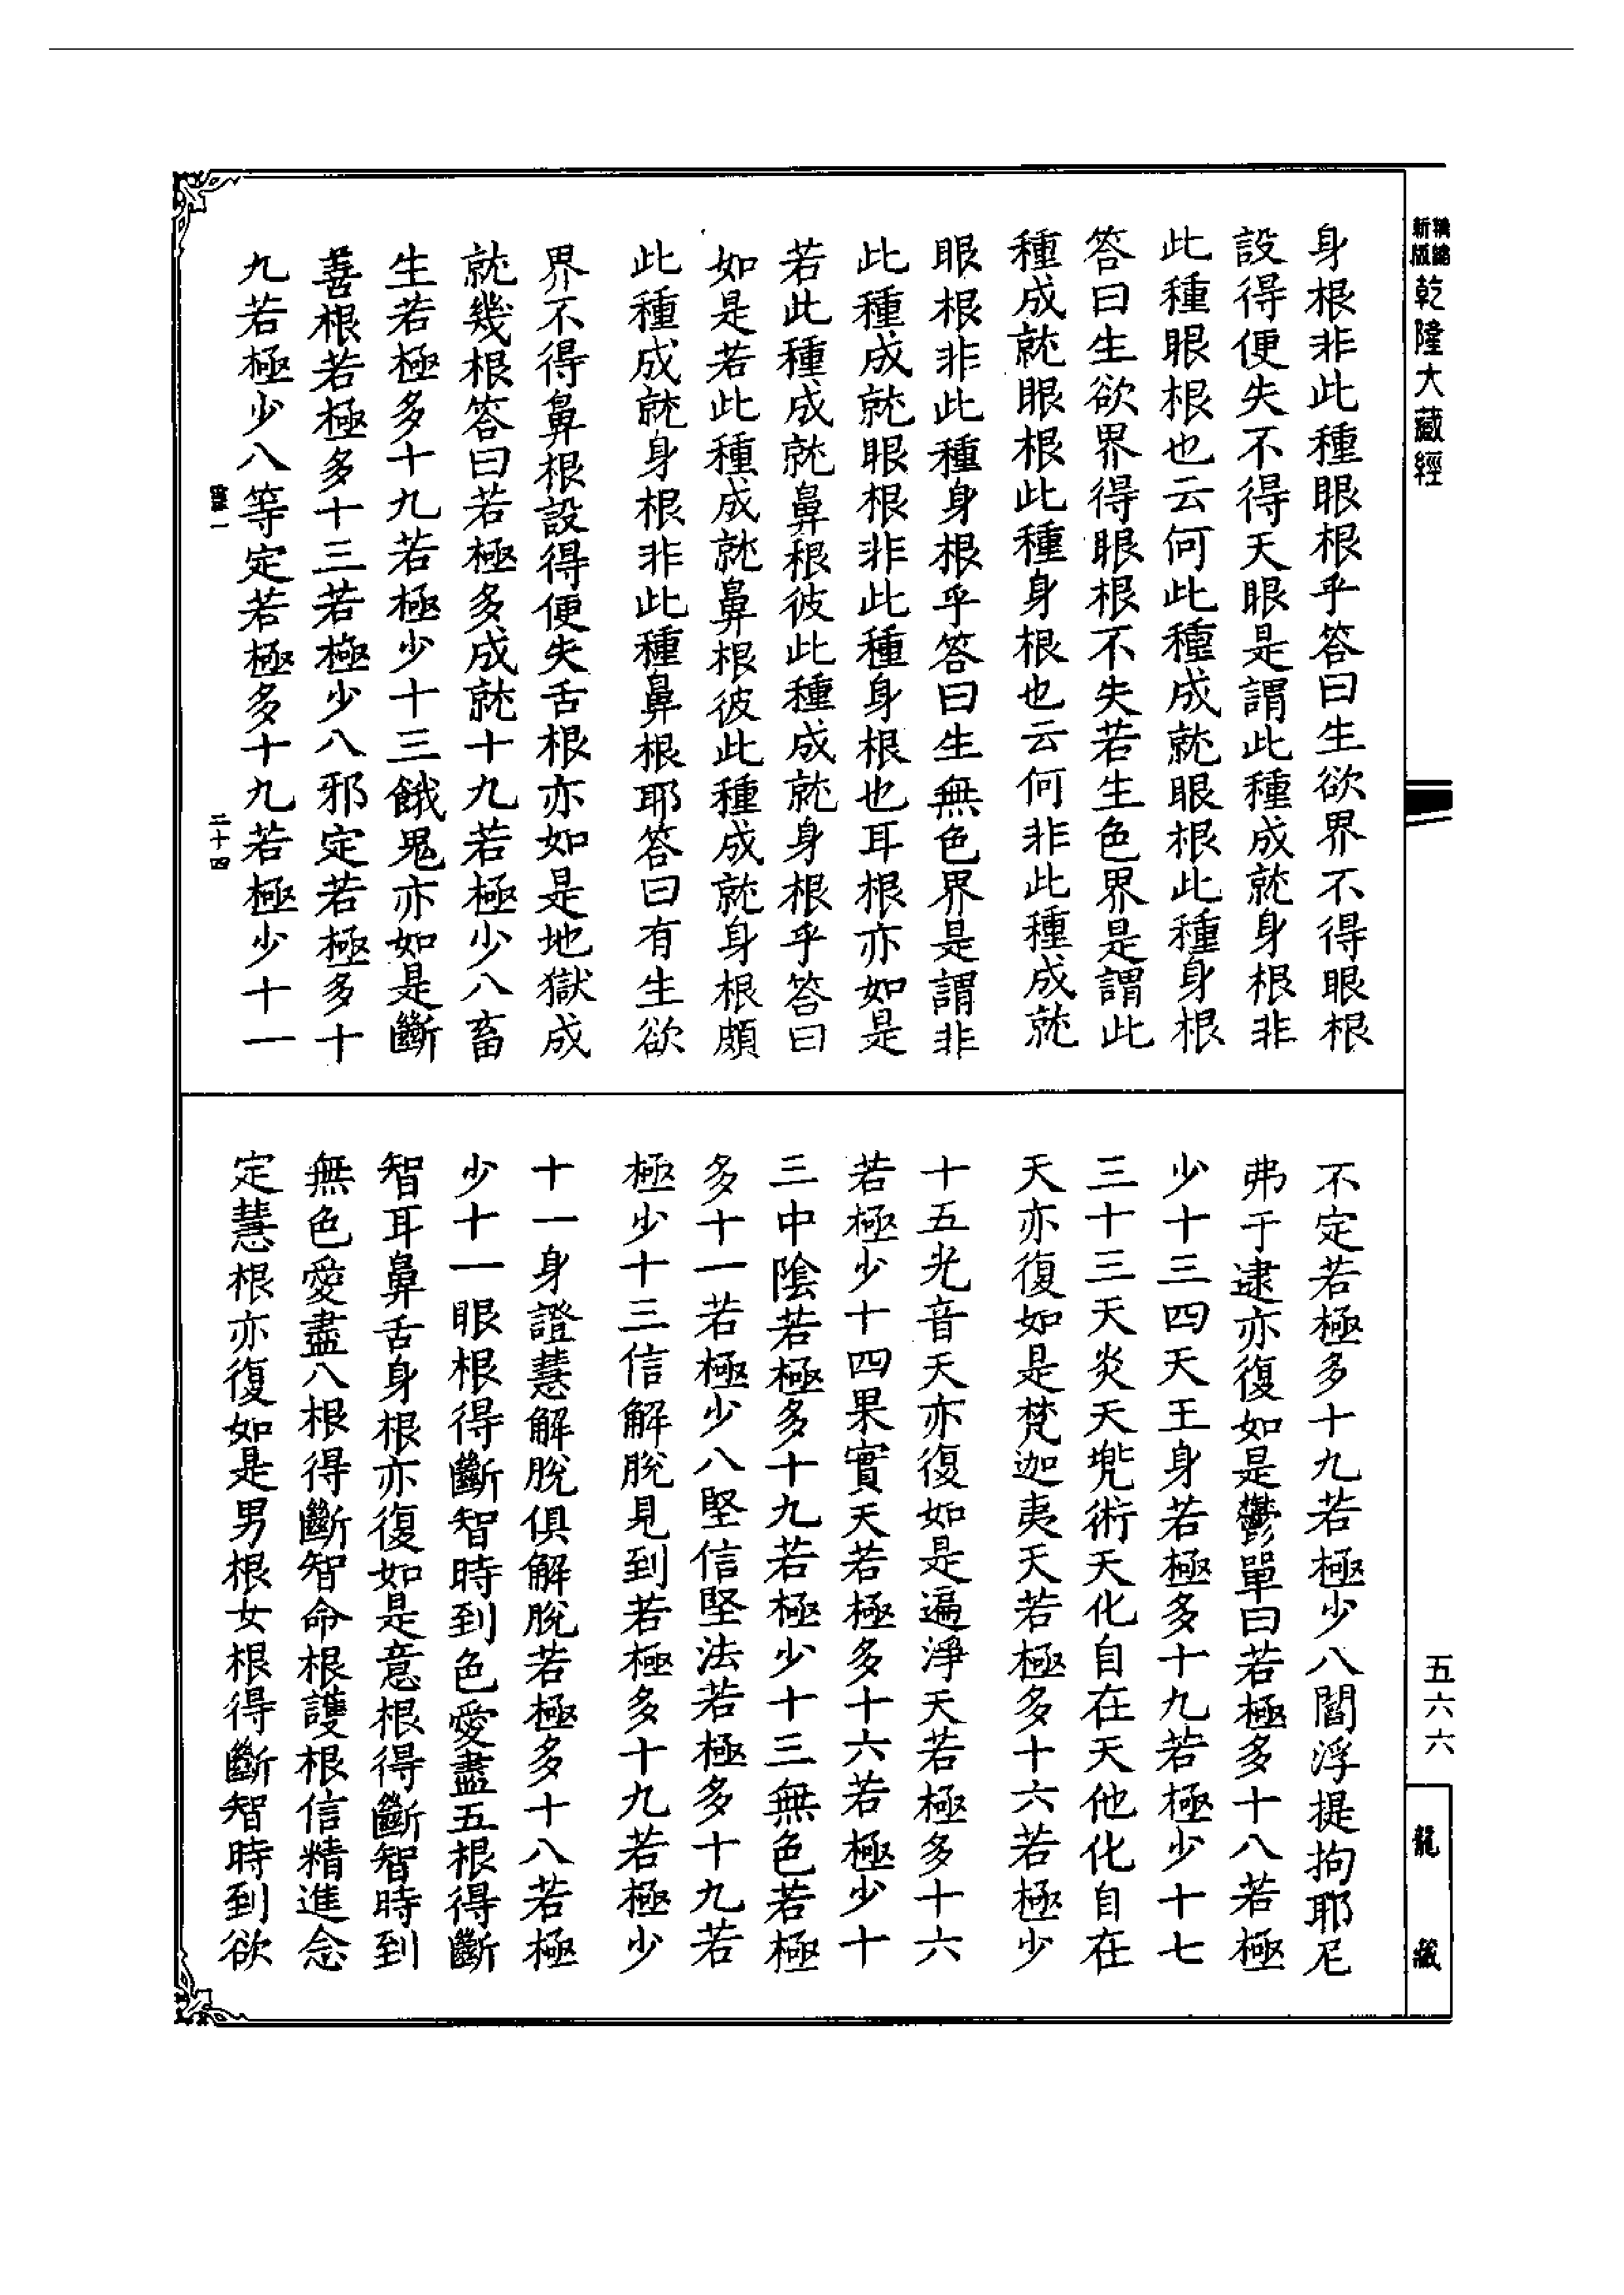 新版
精縮
乾隆大藏經
身根非此種眼根乎答曰生欲界不得眼根
設得便失不得天眼是謂此種成就身根非
此種眼根也云何此種成就眼根此種身根
答曰生欲界得眼根不失若生色界是謂此
種成就眼根此種身根也云何非此種成就
眼根非此種身根乎答曰生無色界是謂非
此種成就眼根非此種身根也耳根亦如是
若此種成就鼻根彼此種成就身根乎答曰
如是若此種成就鼻根彼此種成就身根頗
此種成就身根非此種鼻根耶答曰有生欲
界不得鼻根設得便失舌根亦如是地獄成
就幾根答曰若極多成就十九若極少八畜
生若極多十九若極少十三餓鬼亦如是斷
善根若極多十三若極少八邪定若極多十
九若極少八等定若極多十九若極少十一
二十四
不定若極多十九若極少八閻浮提拘耶尼
弗于逮亦復如是鬱單曰若極多十八若極
少十三四天王身若極多十九若極少十七
三十三天炎天兜術天化自在天他化自在
天亦復如是梵迦夷天若極多十六若極少
十五光音天亦復如是遍淨天若極多十六
若極少十四果實天若極多十六若極少十
三中陰若極多十九若極少十三無色若極
多十一若極少八堅信堅法若極多十九若
極少十三信解脫見到若極多十九若極少
十一身證慧解脫俱解脫若極多十八若極
少十一眼根得斷智時到色愛盡五根得斷
智耳鼻舌身根亦復如是意根得斷智時到
無色愛盡八根得斷智命根護根信精進念
定慧根亦復如是男根女根得斷智時到欲
五六六
龍藏